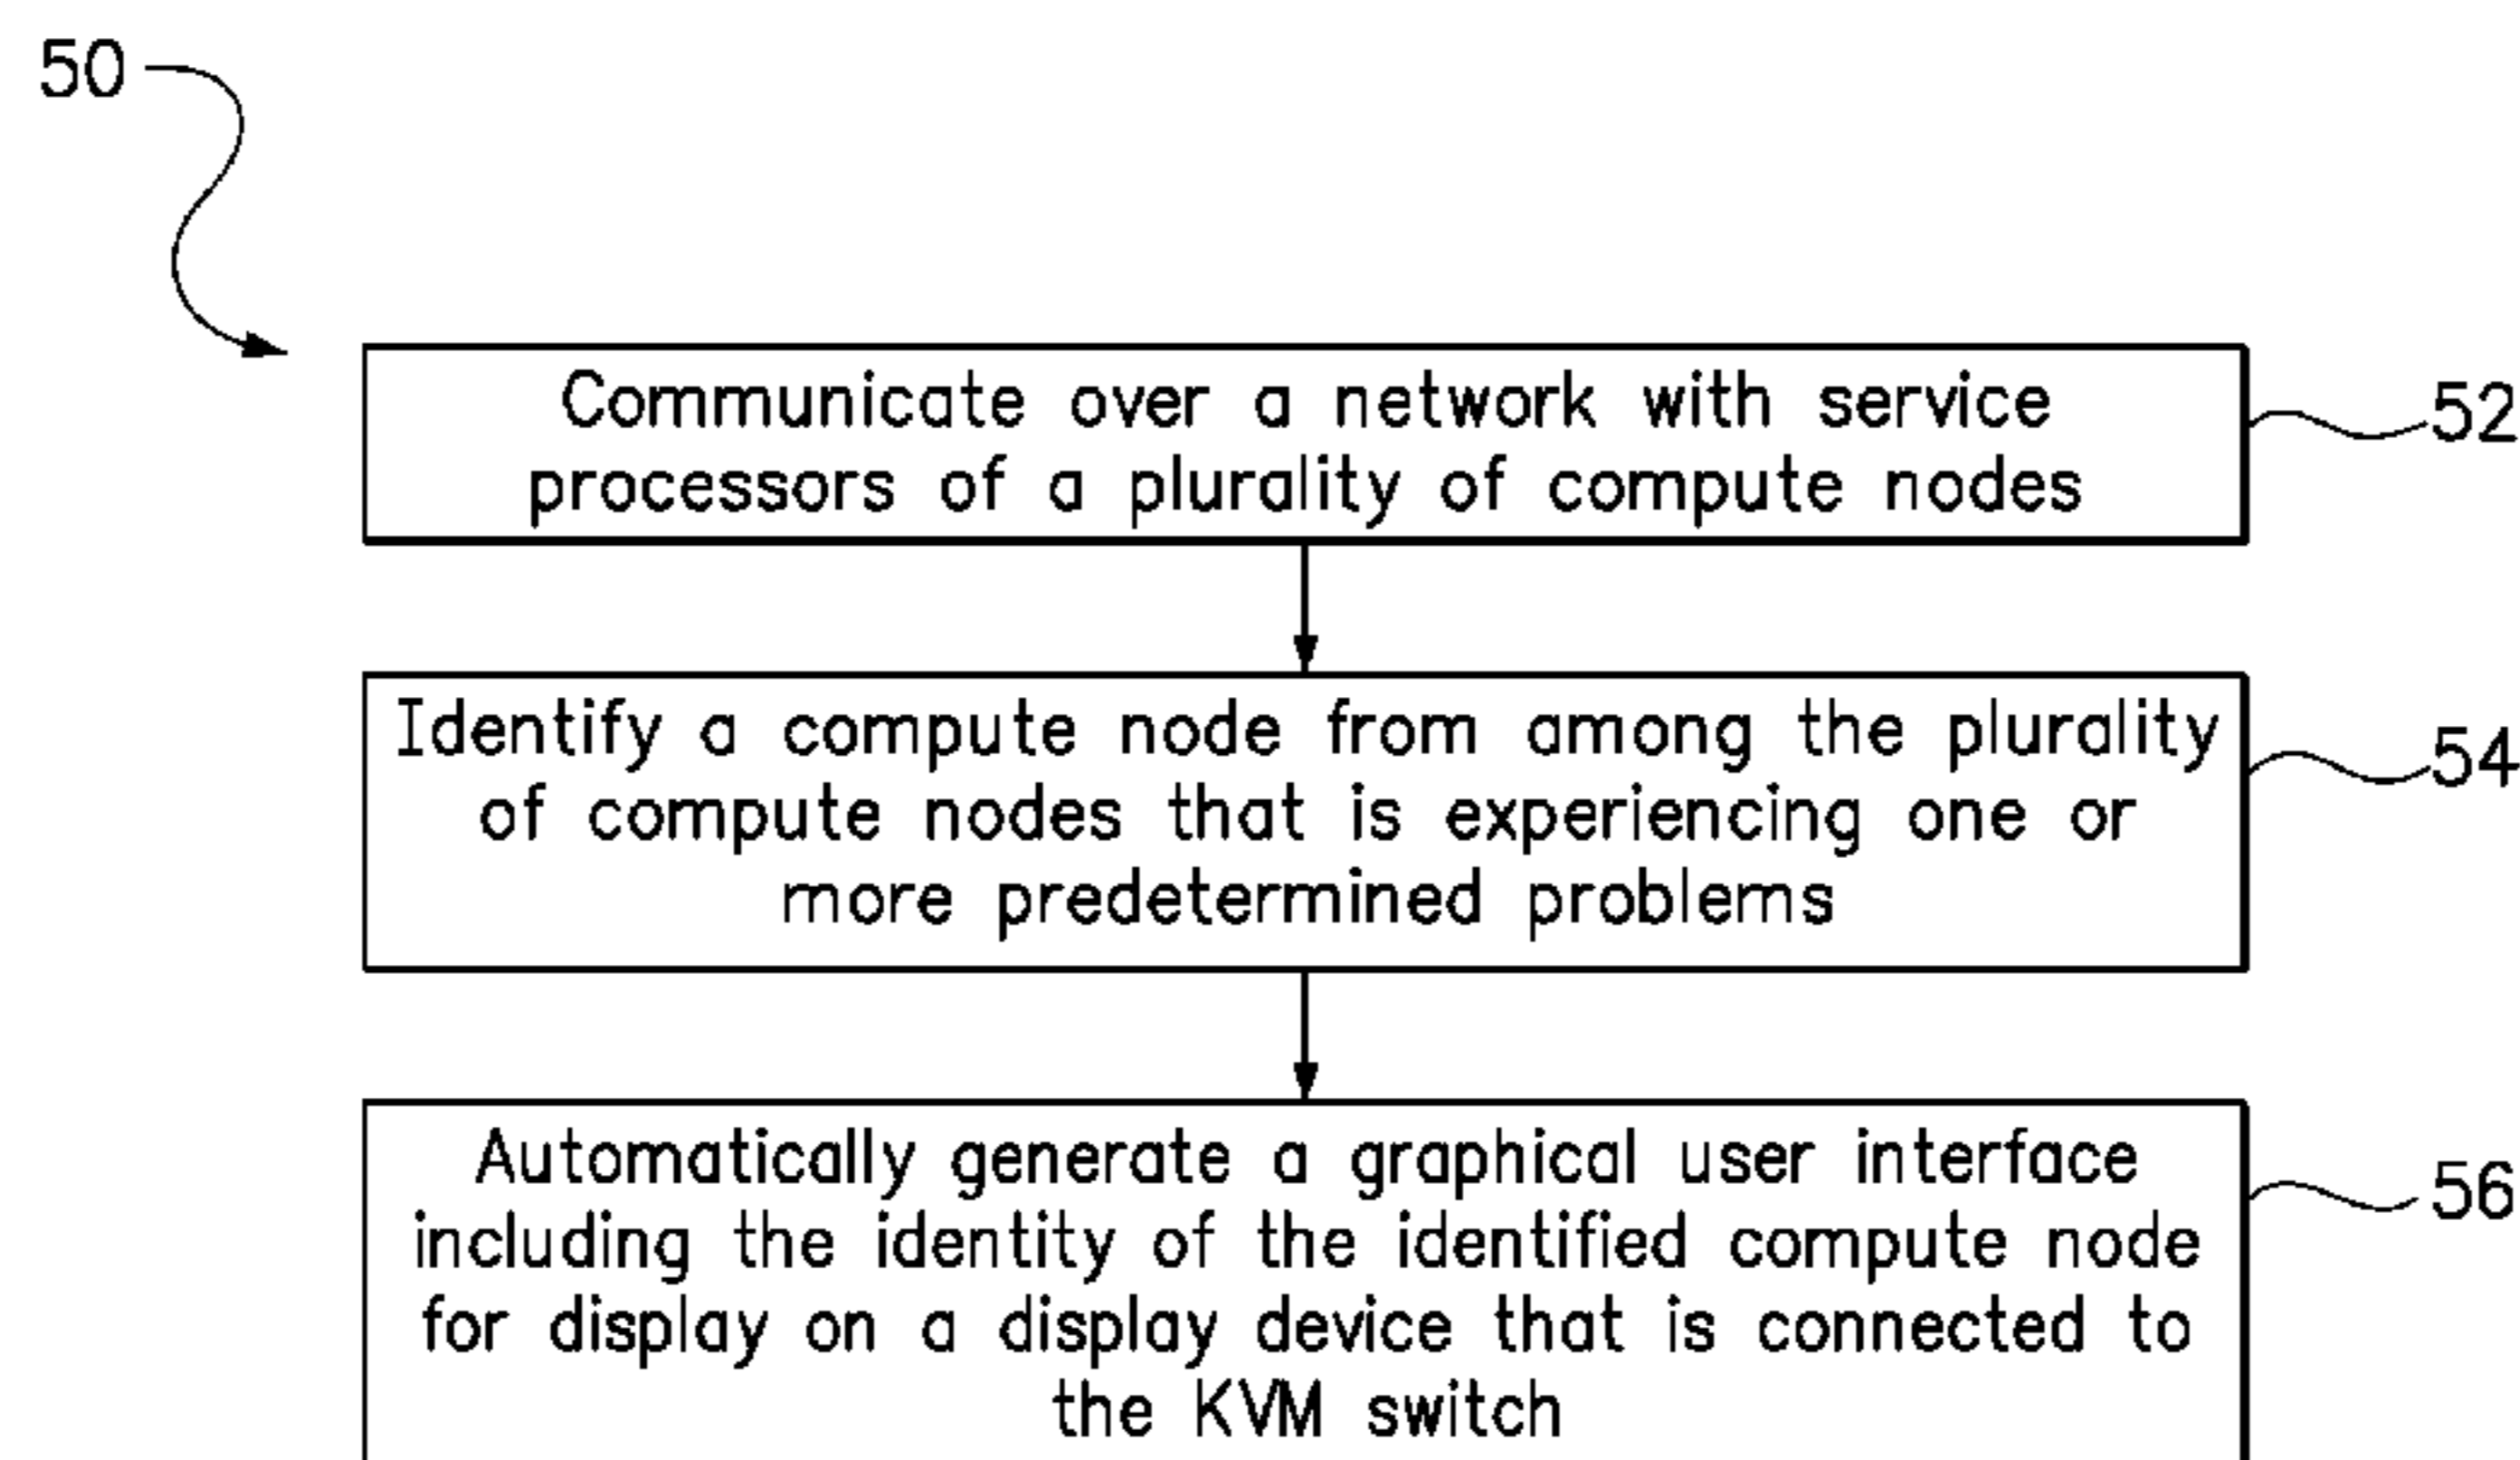 50
Communicate over a network with service
processors of a plurality of compute nodes
52
Identify a compute node from among the plurality
of compute nodes that is experiencing one or
more predetermined problems
54
Automatically generate a graphical user interface
including the identity of the identified compute node
for display on a display device that is connected to
the KVM switch
56